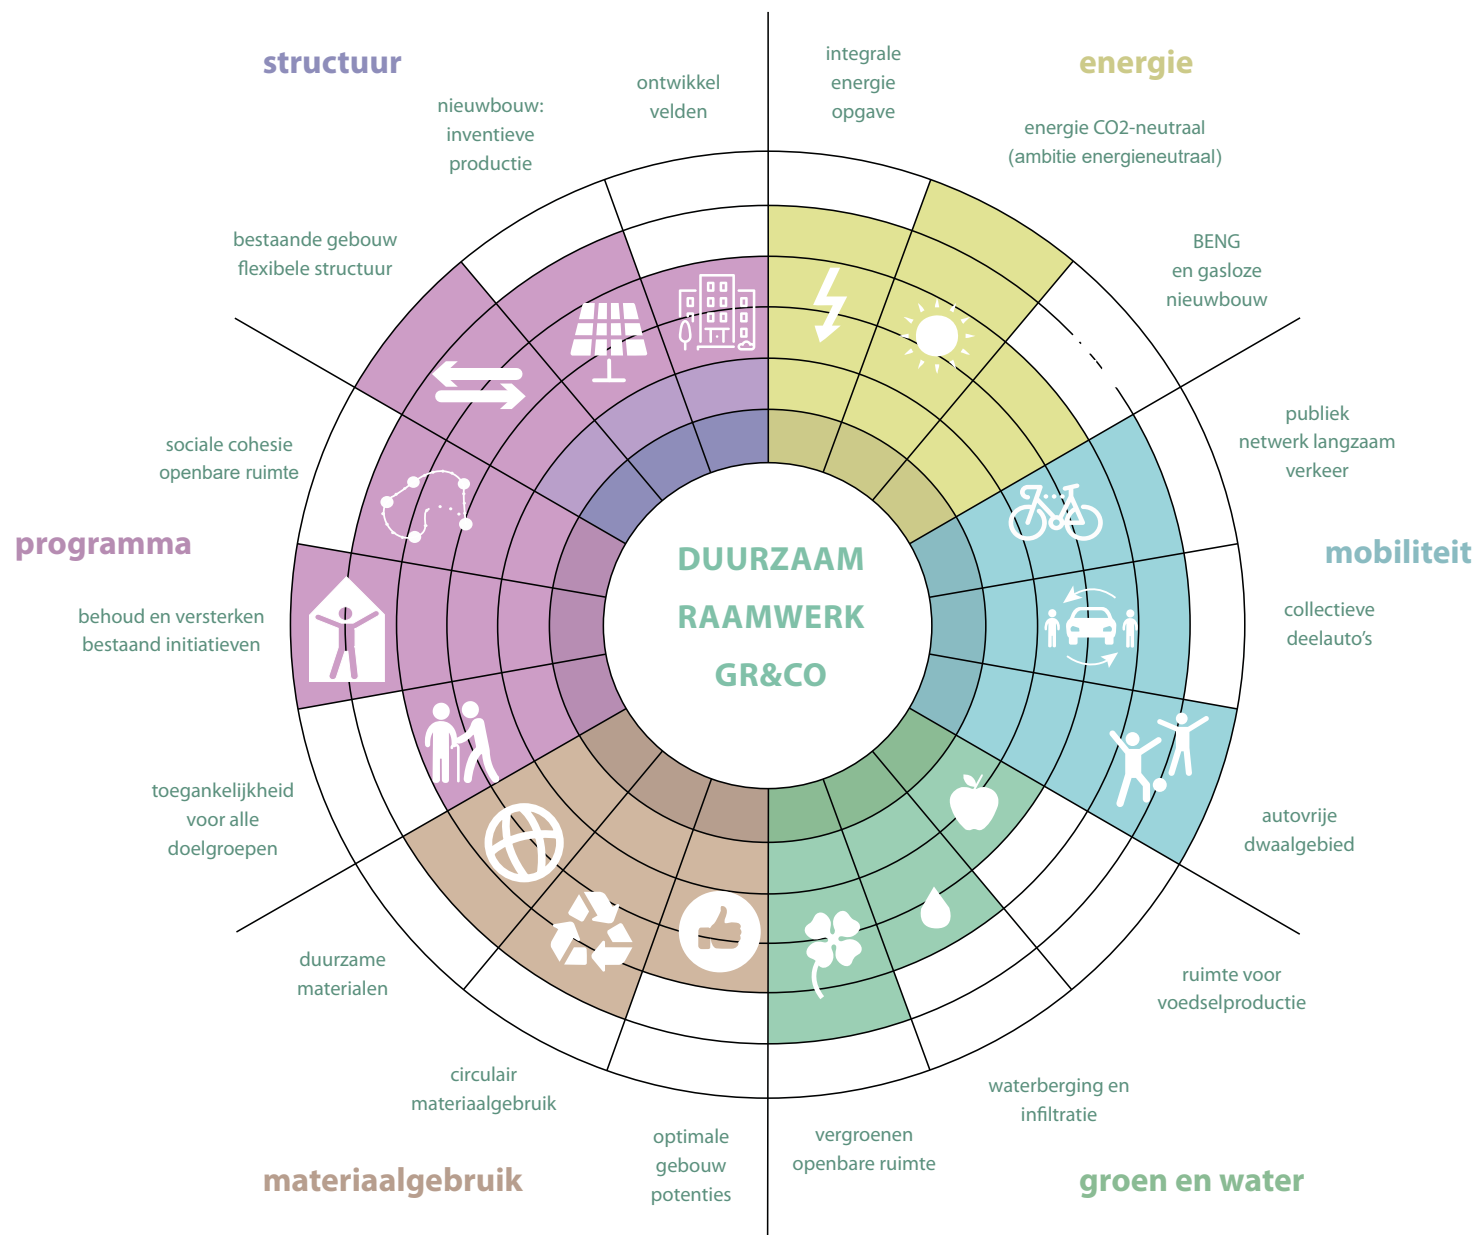 structuur
ontwikkel
velden
nieuwbouw:
inventieve
productie
bestaande gebouw
flexibele structuur
integrale
energie
opgave
energie
energie CO2-neutraal
(ambitie energieneutraal)
BENG
en gasloze
nieuwbouw
publiek
netwerk langzaam
verkeer
mobiliteit
collectieve
deelauto's
autovrije
dwaalgebied
ruimte voor
voedselproductie
waterberging en
infiltratie
vergroenen
openbare ruimte
groen en water
optimale
gebouw
potenties
circulair
materiaalgebruik
duurzame
materialen
materiaalgebruik
toegankelijkheid
voor alle
doelgroepen
behoud en versterken
bestaand initiatieven
programma
sociale cohesie
openbare ruimte
DUURZAAM
RAAMWERK
GR&CO